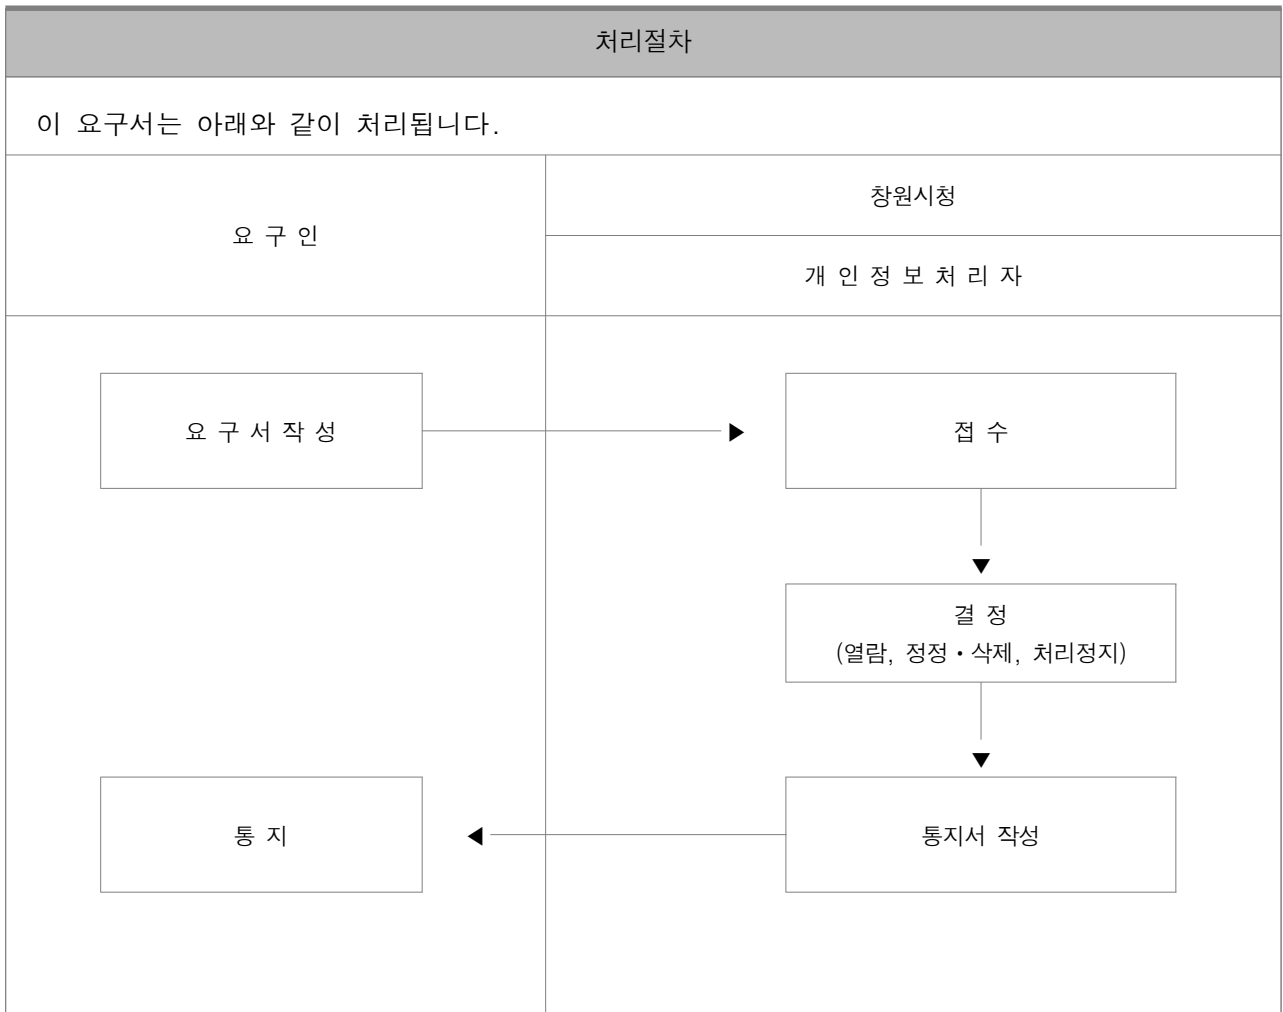 처리절차
이 요구서는 아래와 같이 처리됩니다.
요 구 인
창원시청
개 인 정 보 처 리 자
요 구 서 작 성
▶
접 수
▼
결 정
(열람, 정정・삭제, 처리정지)
▼
통 지
◀
통지서 작성